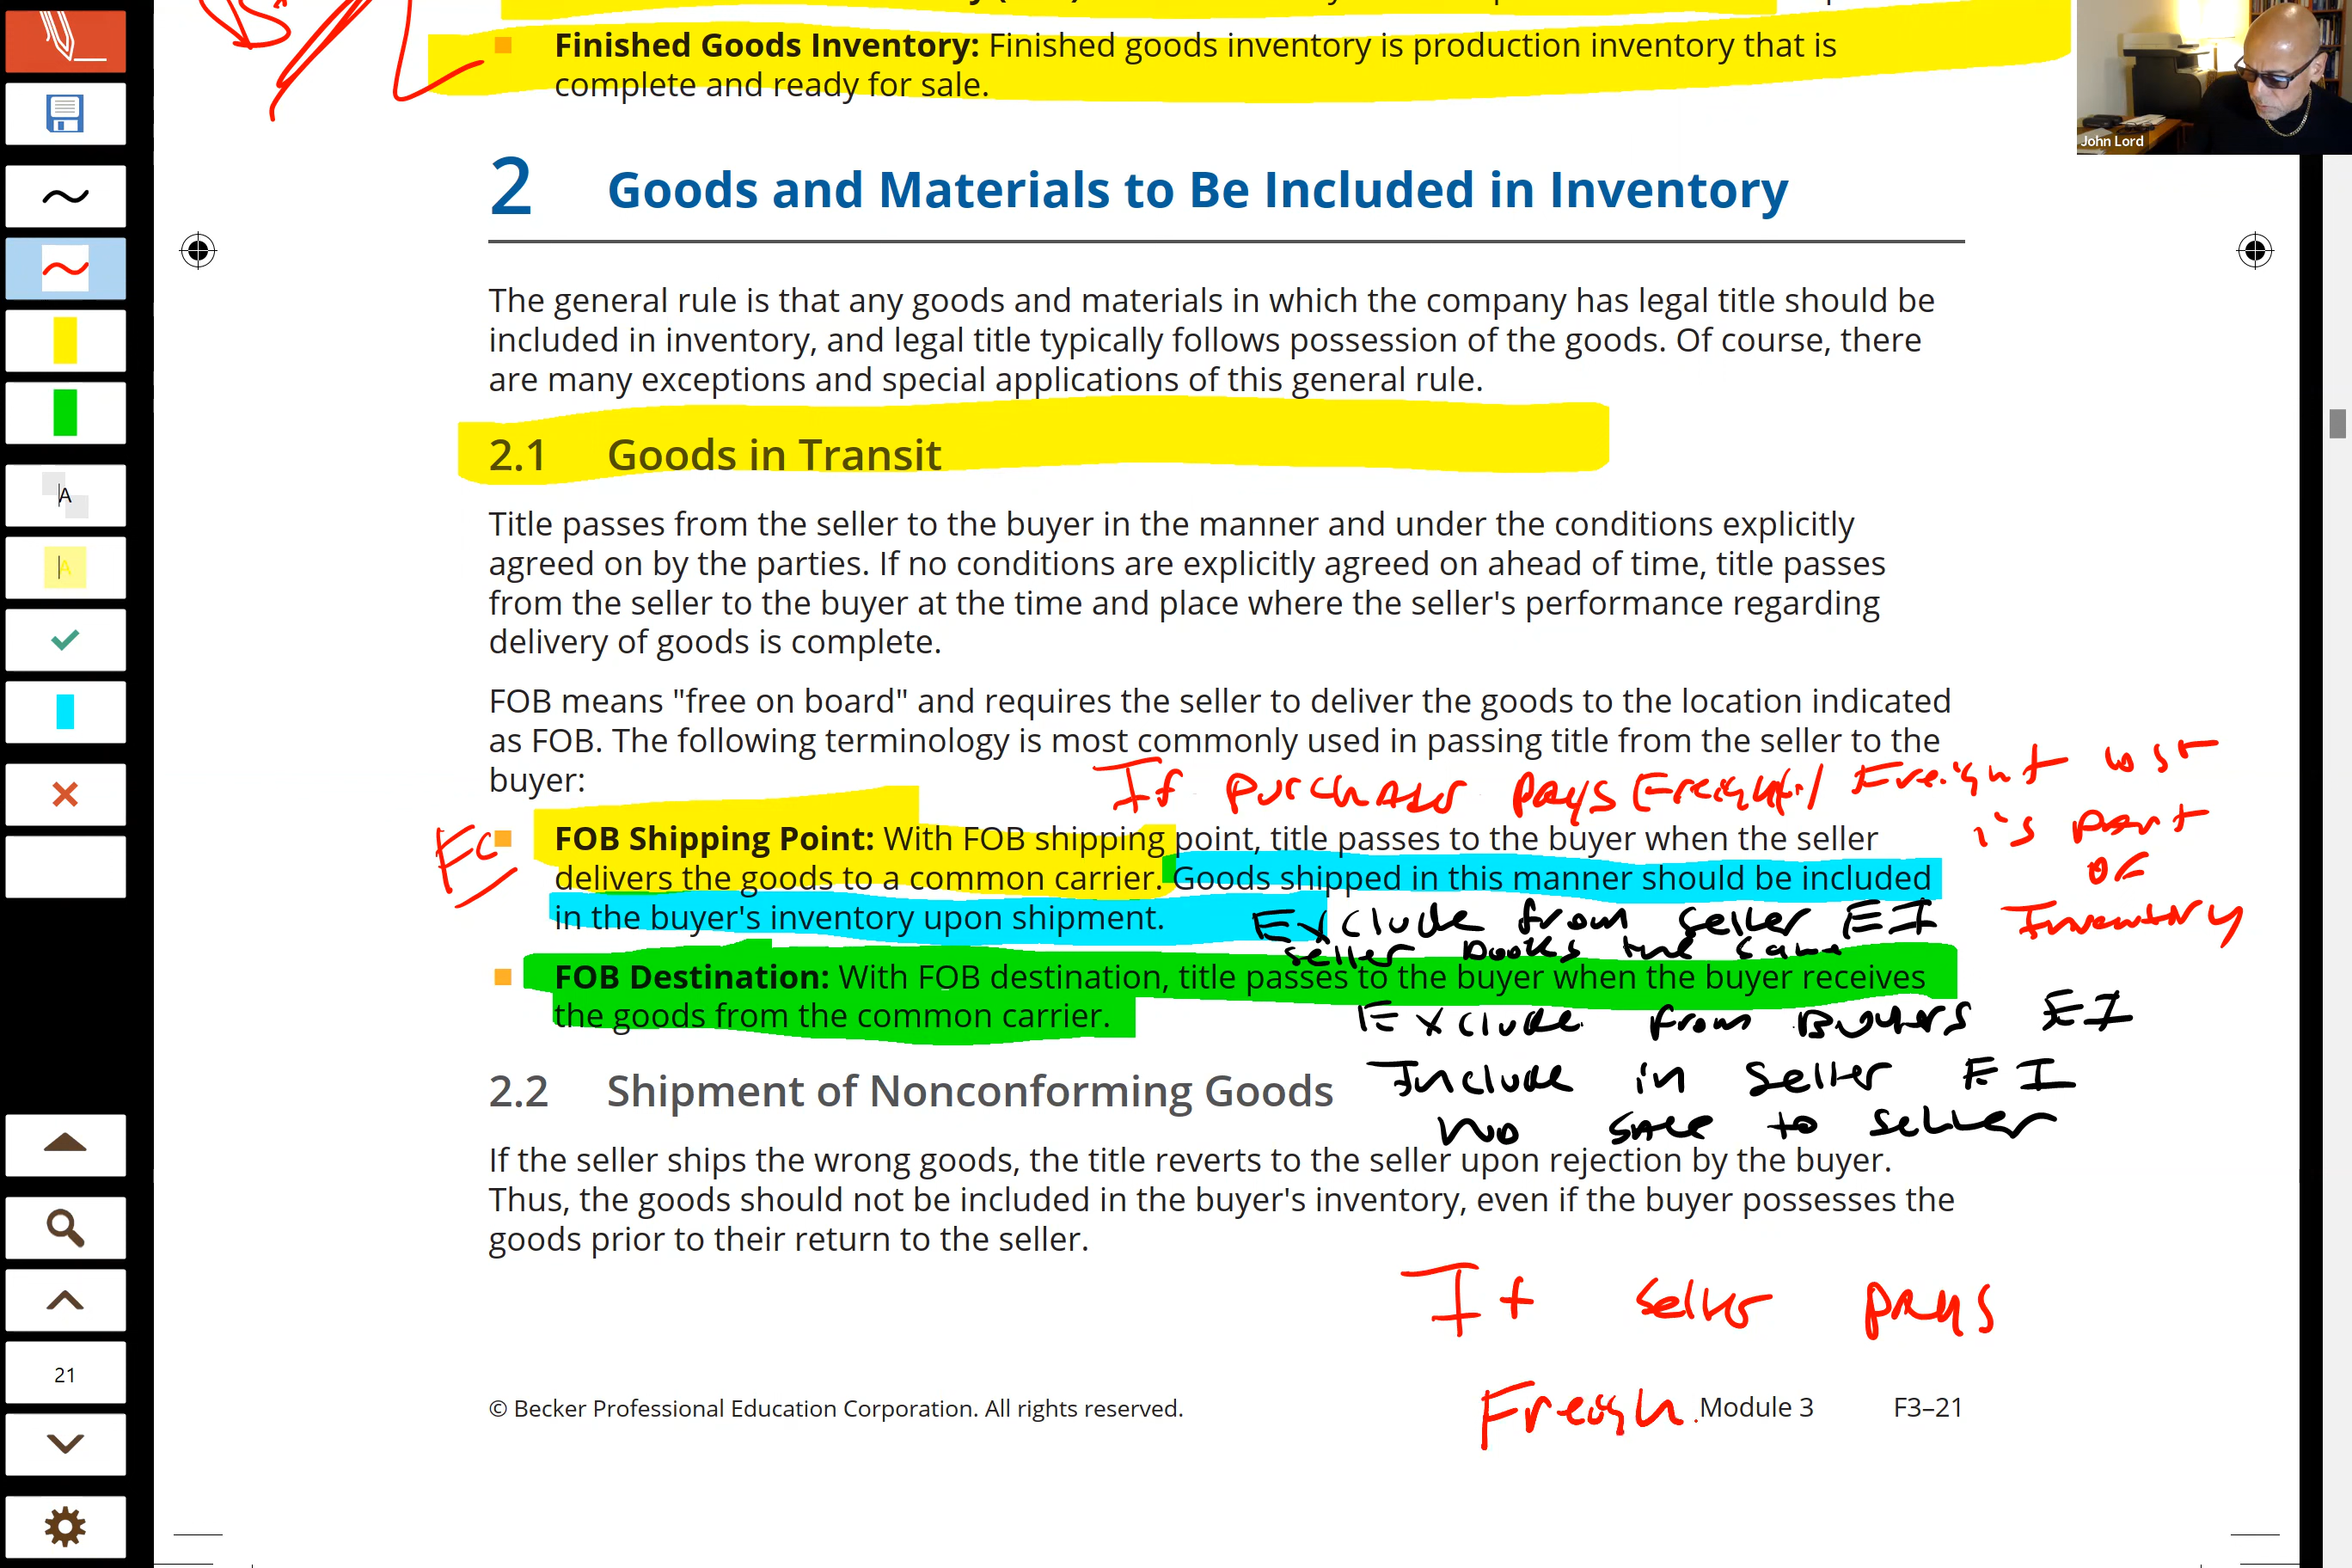 Finished Goods Inventory: Finished goods inventory is production inventory that is
complete and ready for sale.
John Lord
2 Goods and Materials to Be Included in Inventory
The general rule is that any goods and materials in which the company has legal title should be
included in inventory, and legal title typically follows possession of the goods. Of course, there
are many exceptions and special applications of this general rule.
2.1 Goods in Transit
Title passes from the seller to the buyer in the manner and under the conditions explicitly
agreed on by the parties. If no conditions are explicitly agreed on ahead of time, title passes
from the seller to the buyer at the time and place where the seller's performance regarding
delivery of goods is complete.
FOB means "free on board" and requires the seller to deliver the goods to the location indicated
as FOB. The following terminology is most commonly used in passing title from the seller to the
buyer:
If purchaser pays Freight Freight cost
is part
of
Inventory
FOB Shipping Point: With FOB shipping point, title passes to the buyer when the seller
delivers the goods to a common carrier. Goods shipped in this manner should be included
in the buyer's inventory upon shipment.
Exclude from seller EI
seller books the sale
FOB Destination: With FOB destination, title passes to the buyer when the buyer receives
the goods from the common carrier.
Exclude from Buyers EI
Include in seller EI
No sale to seller
2.2 Shipment of Nonconforming Goods
If the seller ships the wrong goods, the title reverts to the seller upon rejection by the buyer.
Thus, the goods should not be included in the buyer's inventory, even if the buyer possesses the
goods prior to their return to the seller.
If seller pays
Freigh
© Becker Professional Education Corporation. All rights reserved. Module 3 F3–21
A
A
21